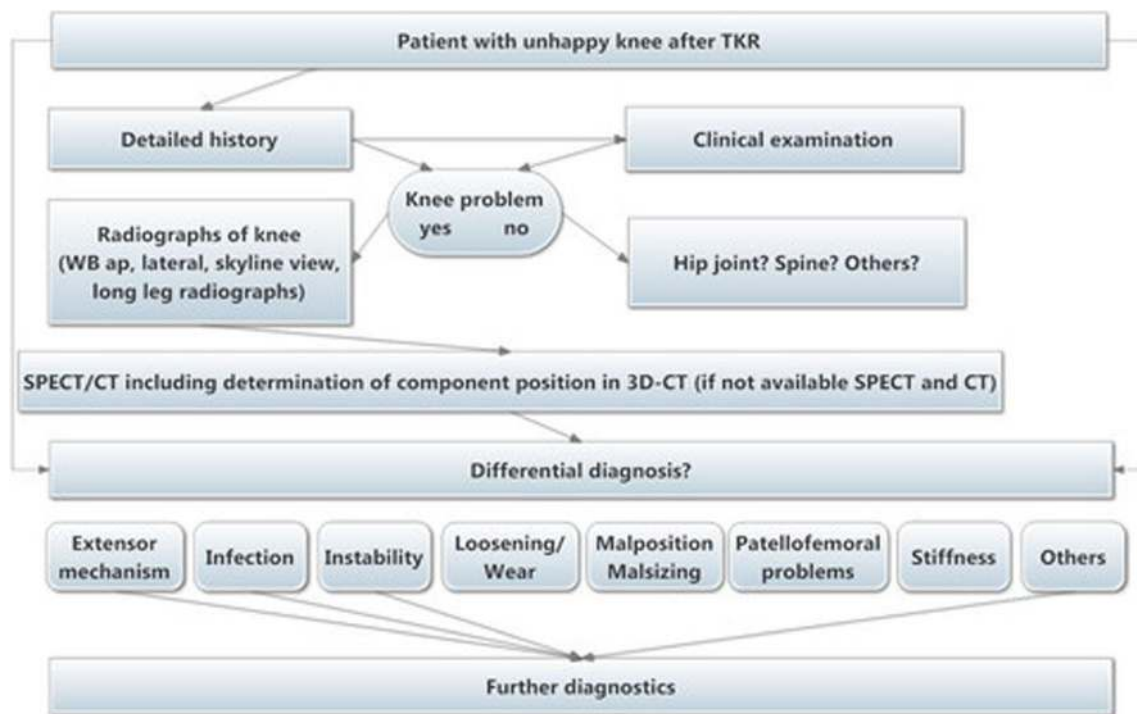 Patient with unhappy knee after TKR
Detailed history
Clinical examination
Knee problem
yes no
Radiographs of knee
(WB ap, lateral, skyline view,
long leg radiographs)
Hip joint? Spine? Others?
SPECT/CT including determination of component position in 3D-CT (if not available SPECT and CT)
Differential diagnosis?
Extensor
mechanism
Infection
Instability
Loosening/
Wear
Malposition
Malsizing
Patellofemoral
problems
Stiffness
Others
Further diagnostics